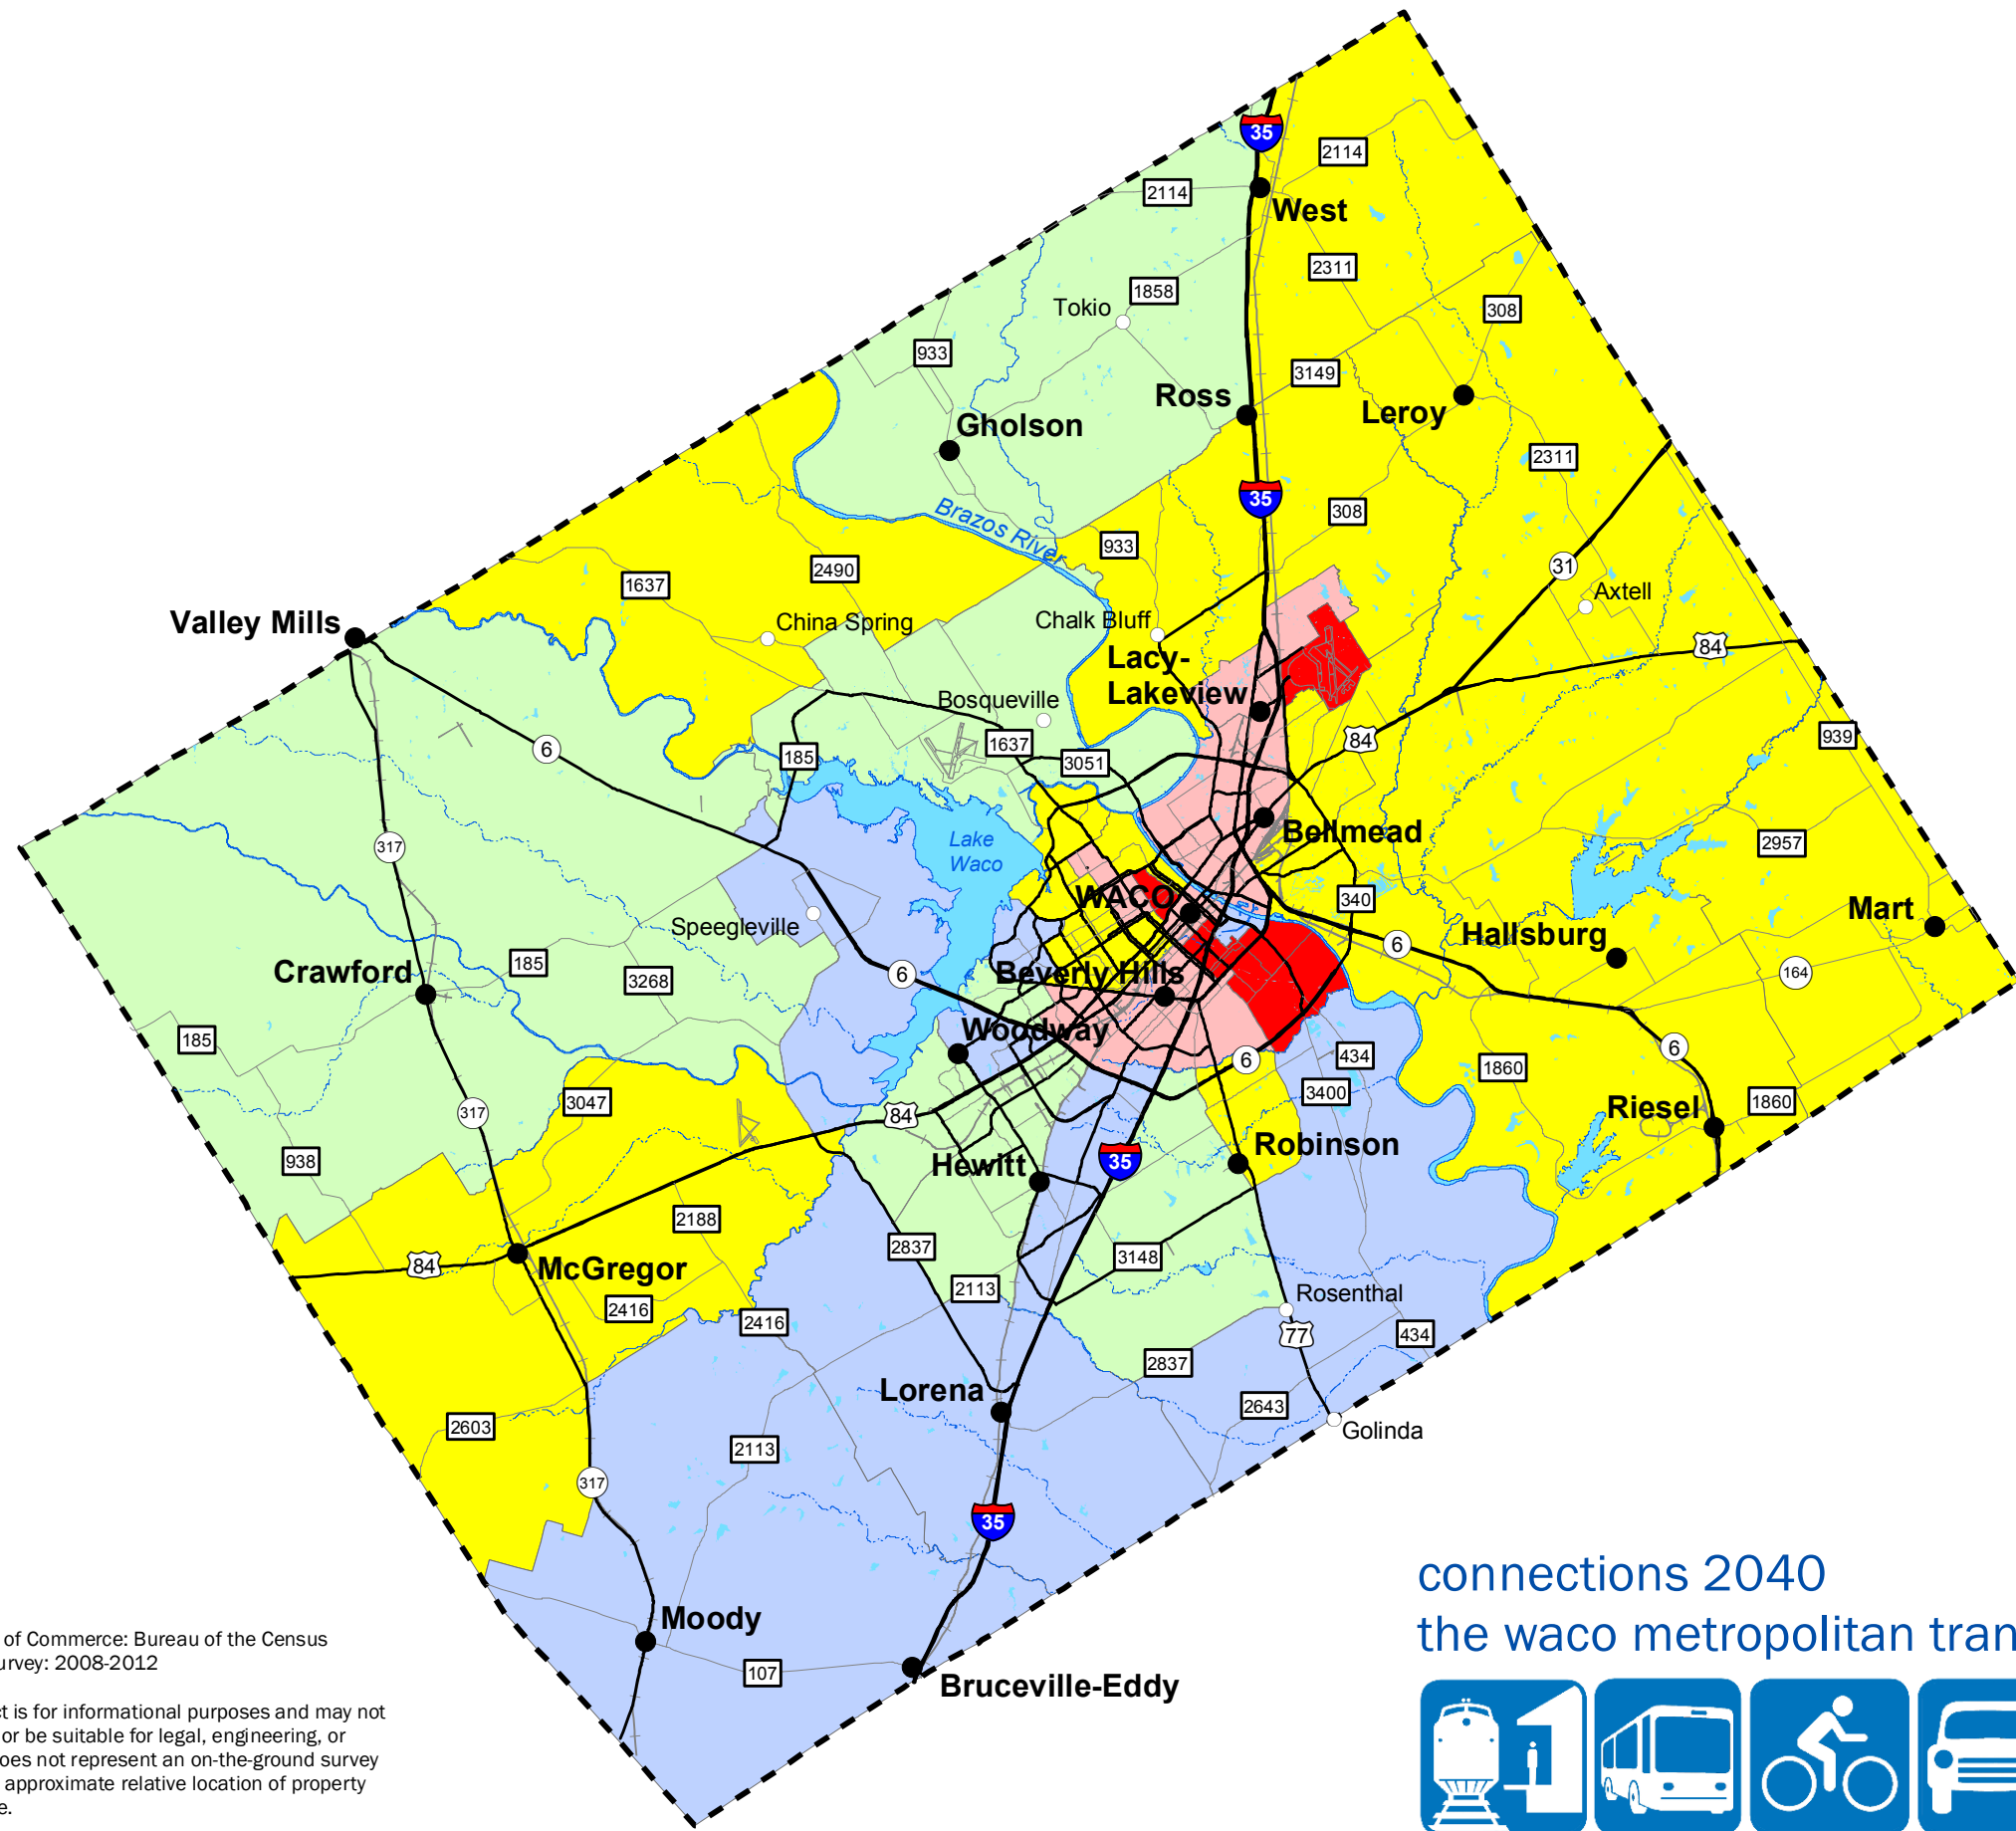 35
2114
2114
West
2311
1858
308
Tokio
933
3149
Ross
Leroy
Gholson
2311
35
Brazos River
308
933
31
2490
1637
Axtell
Valley Mills
China Spring
Chalk Bluff
84
Lacy-
Lakeview
Bosqueville
939
6
185
1637
3051
84
Lake
Waco
Bellmead
317
2957
WACO
340
Mart
Speegleville
Hallsburg
6
185
Crawford
3268
6
Beverly Hills
164
185
Woodway
6
434
6
1860
3400
3047
317
84
Riesel
1860
Robinson
938
35
Hewitt
2188
2837
3148
84
McGregor
2113
Rosenthal
2416
2416
77
434
2837
Lorena
2643
2603
Golinda
2113
317
35
connections 2040
the waco metropolitan tran
Moody
107
Bruceville-Eddy
of Commerce: Bureau of the Census
urvey: 2008-2012
ct is for informational purposes and may not
or be suitable for legal, engineering, or
oes not represent an on-the-ground survey
approximate relative location of property
e.